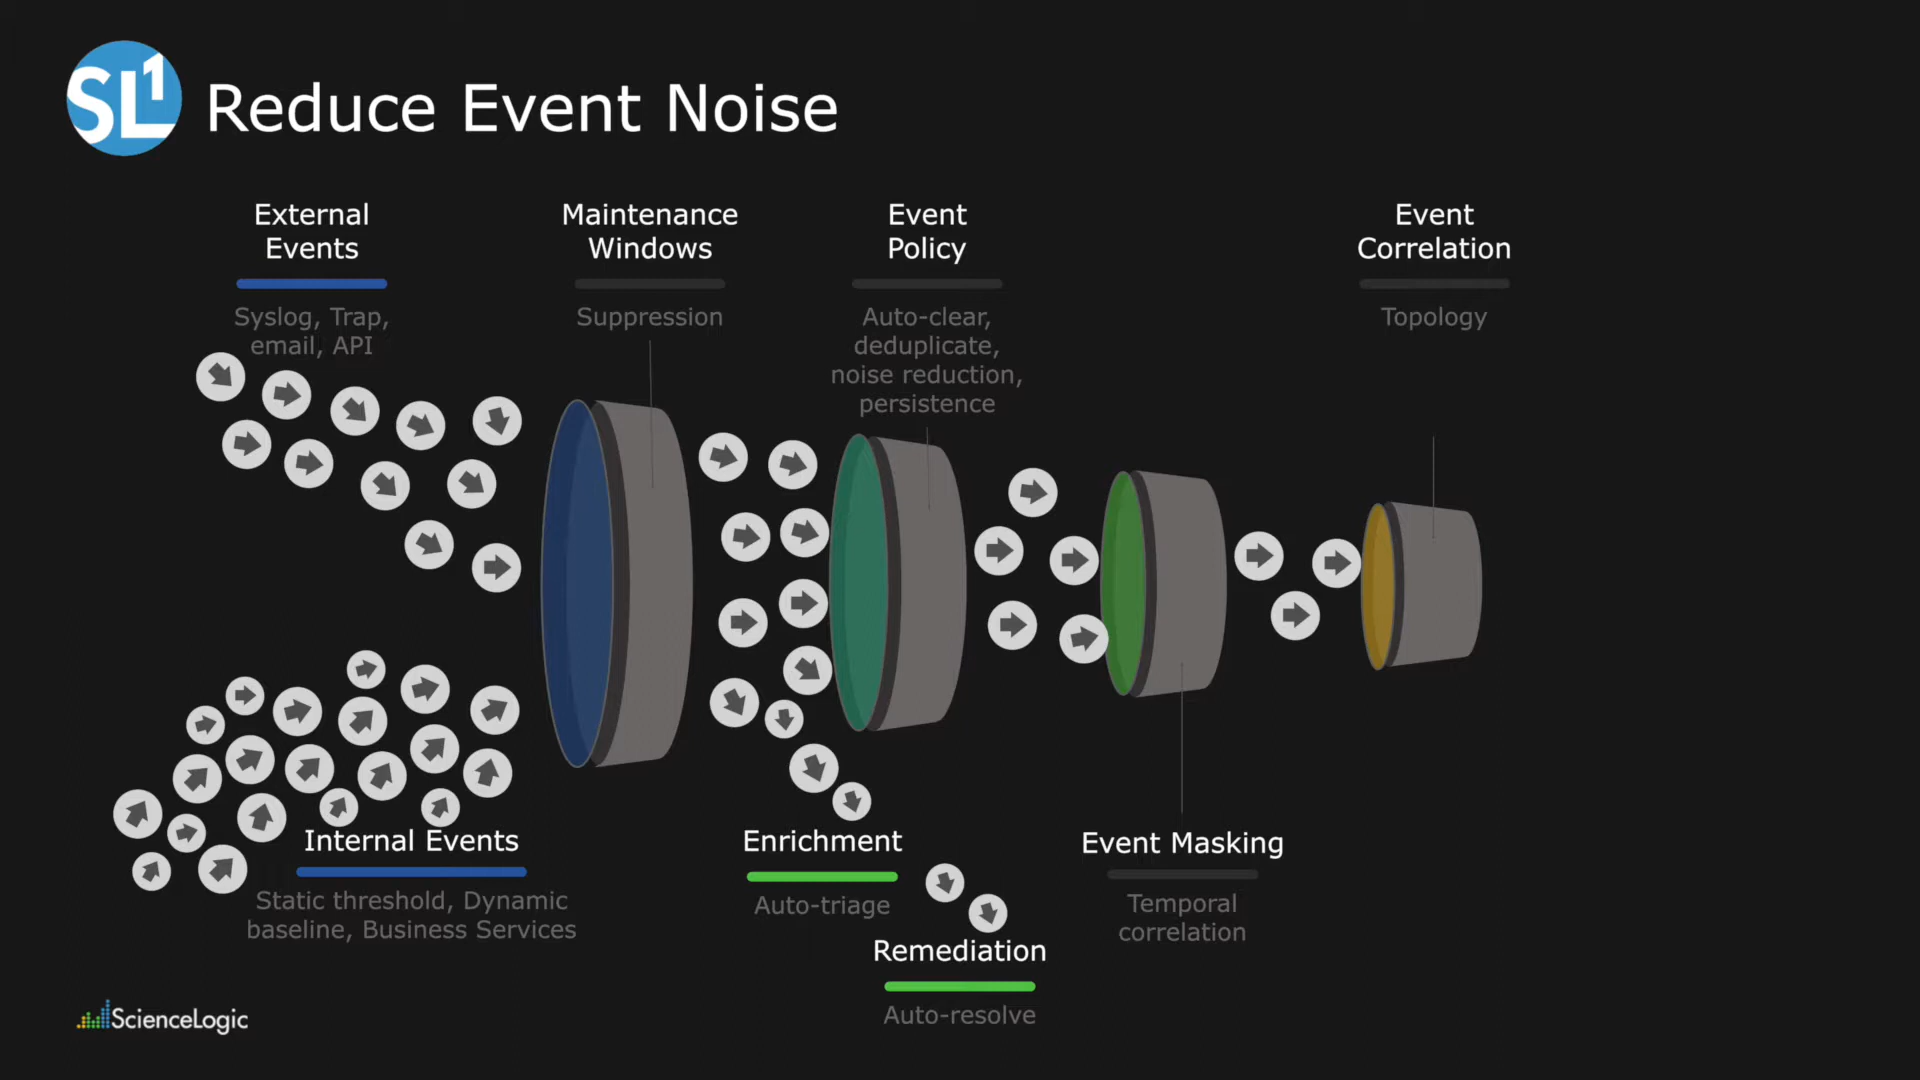 SL1
Reduce Event Noise
External
Events
Syslog, Trap,
email, API
Maintenance
Windows
Suppression
Event
Policy
Auto-clear,
deduplicate,
noise reduction,
persistence
Event
Correlation
Topology
Internal Events
Static threshold, Dynamic
baseline, Business Services
Enrichment
Auto-triage
Remediation
Auto-resolve
Event Masking
Temporal
correlation
ScienceLogic